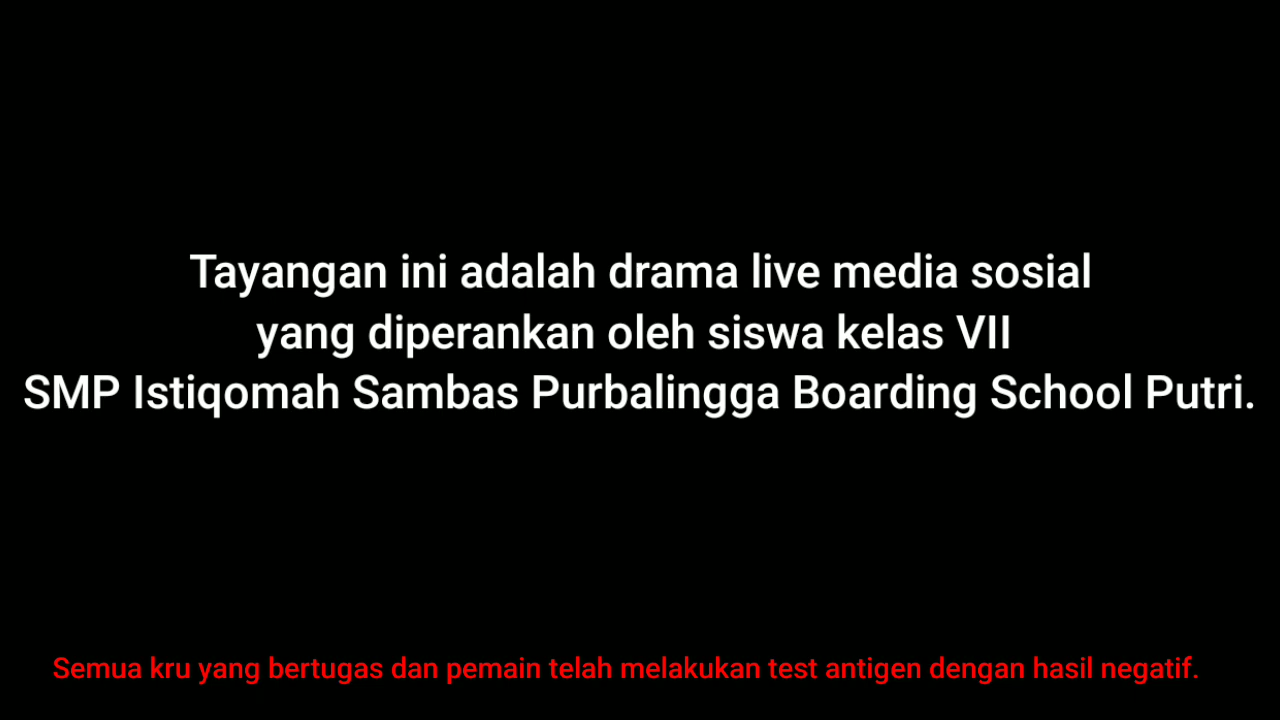 Tayangan ini adalah drama live media sosial
yang diperankan oleh siswa kelas VII
SMP Istiqomah Sambas Purbalingga Boarding School Putri.
Semua kru yang bertugas dan pemain telah melakukan test antigen dengan hasil negatif.